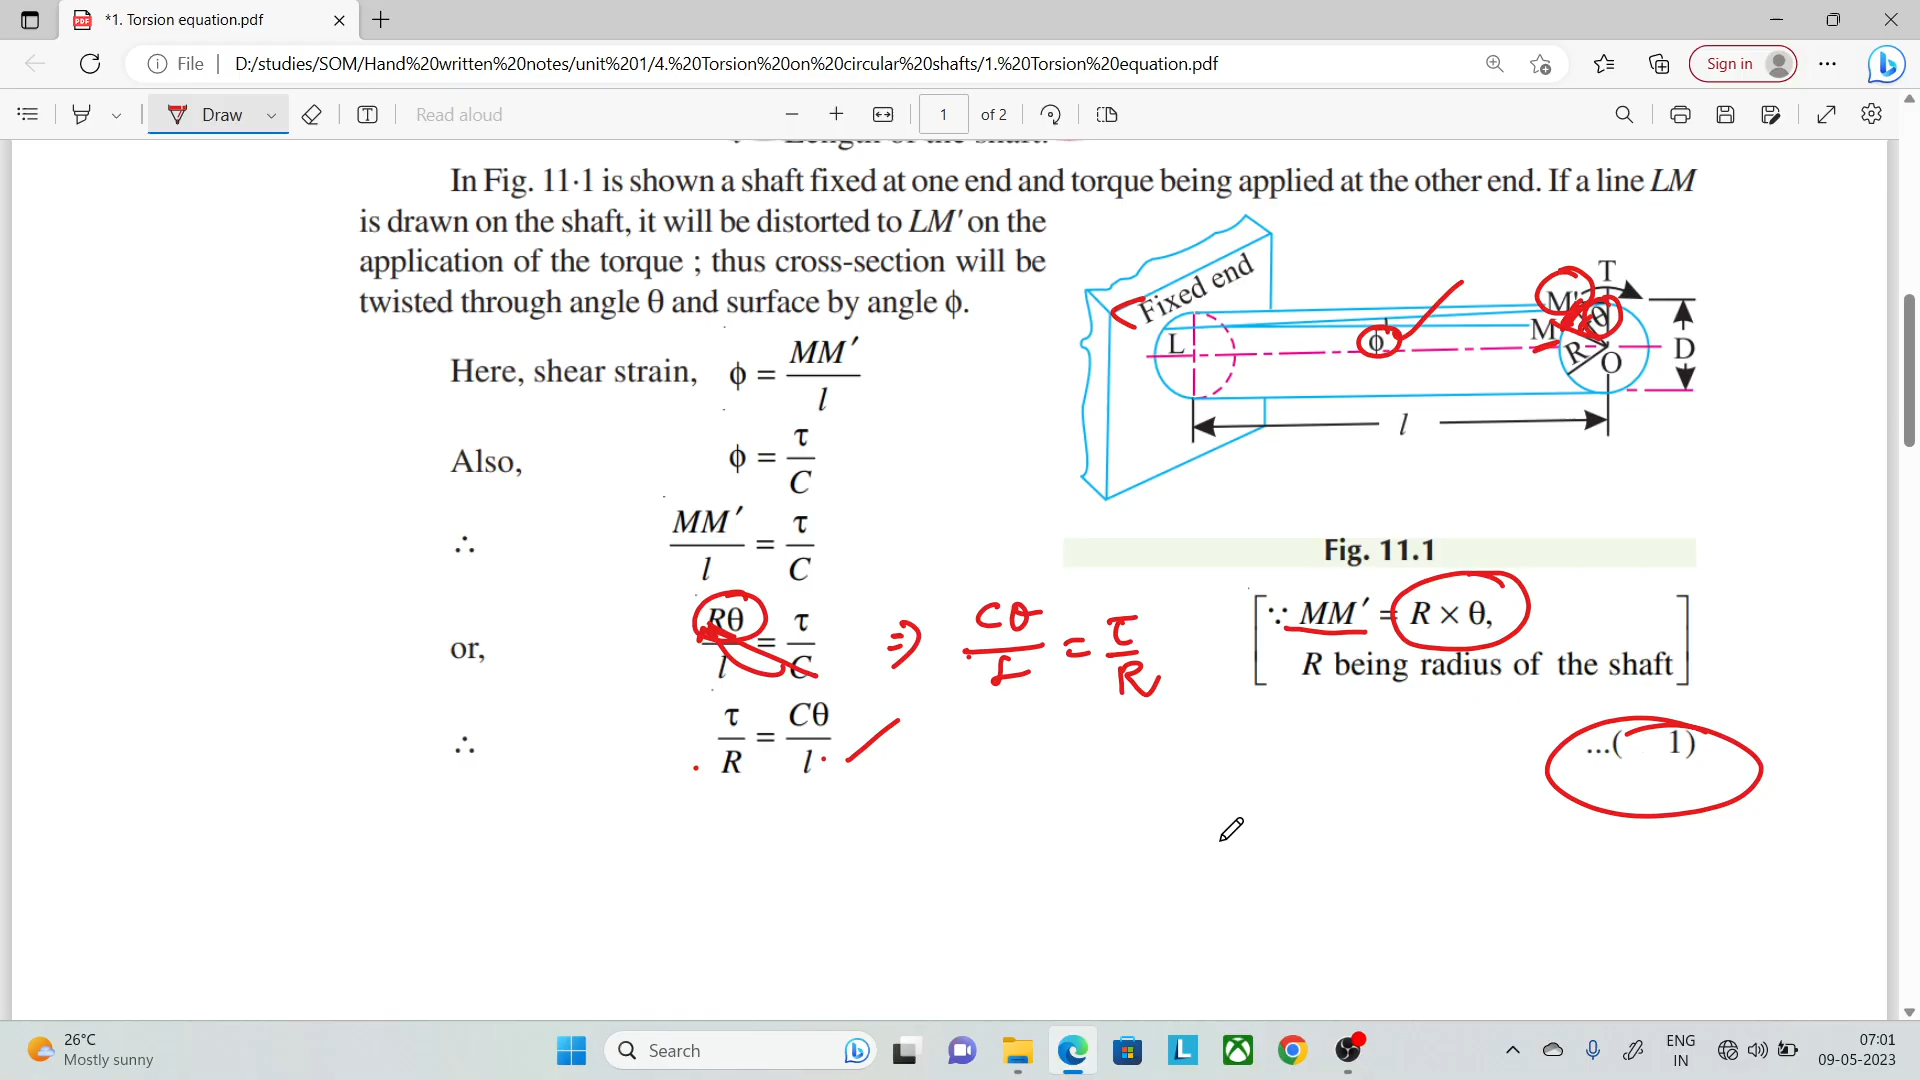 *1. Torsion equation.pdf
File
D:/studies/SOM/Hand%20written%20notes/unit%201/4.%20Torsion%20on%20circular%20shafts/1.%20Torsion%20equation.pdf
Sign in
Draw
Read aloud
1 of 2
Length of the shaft.
In Fig. 11·1 is shown a shaft fixed at one end and torque being applied at the other end. If a line LM
is drawn on the shaft, it will be distorted to LM′ on the
application of the torque ; thus cross-section will be
twisted through angle θ and surface by angle ϕ.
Fixed end
T
M′
θ
M
L
ϕ
R
O
D
l
Fig. 11.1
Here, shear strain, ϕ = MM′ / l
Also, ϕ = τ / C
∴ MM′ / l = τ / C
or, Rθ / l = τ / C ⇒ Cθ / L = τ / R
[∵ MM′ = R × θ,
R being radius of the shaft]
∴ τ / R = Cθ / l
...( 1)
26°C
Mostly sunny
Search
ENG
IN
07:01
09-05-2023